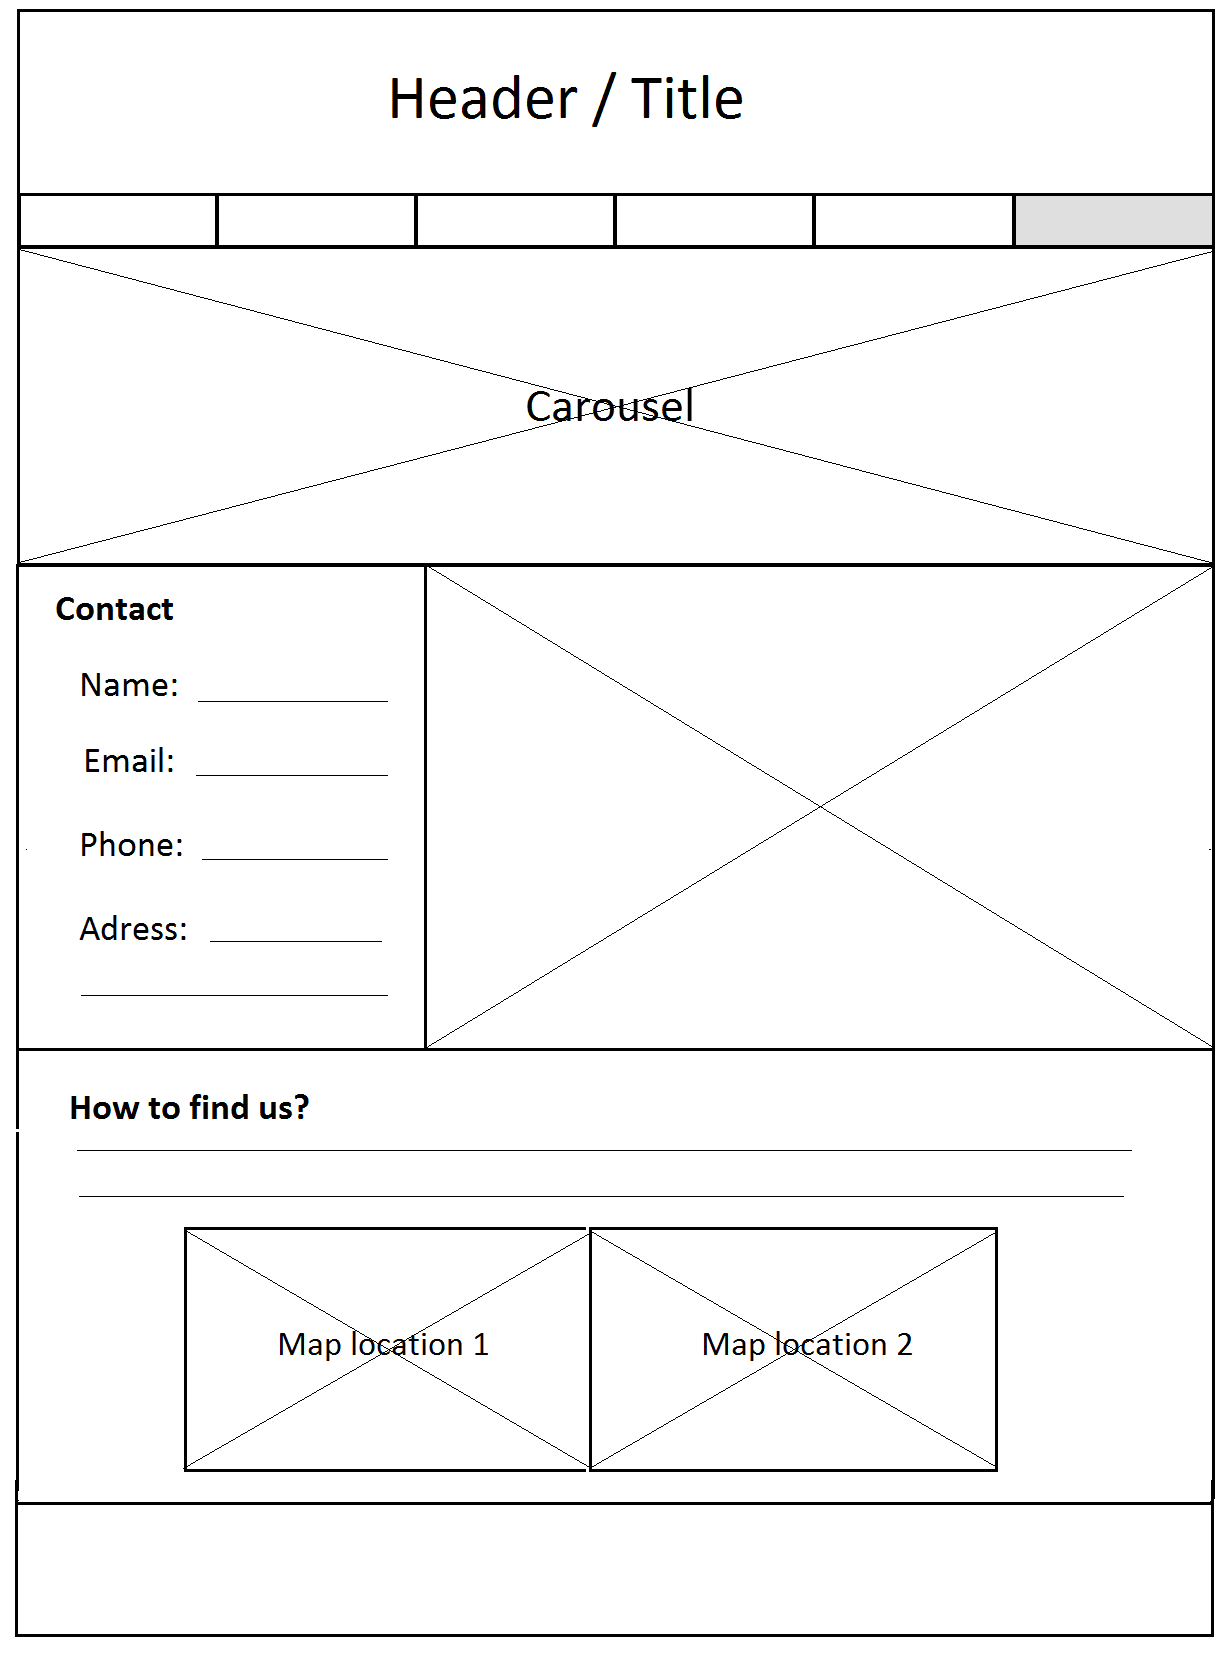 Header / Title
Carousel
Contact
Name:
Email:
Phone:
Adress:
How to find us?
Map location 1
Map location 2